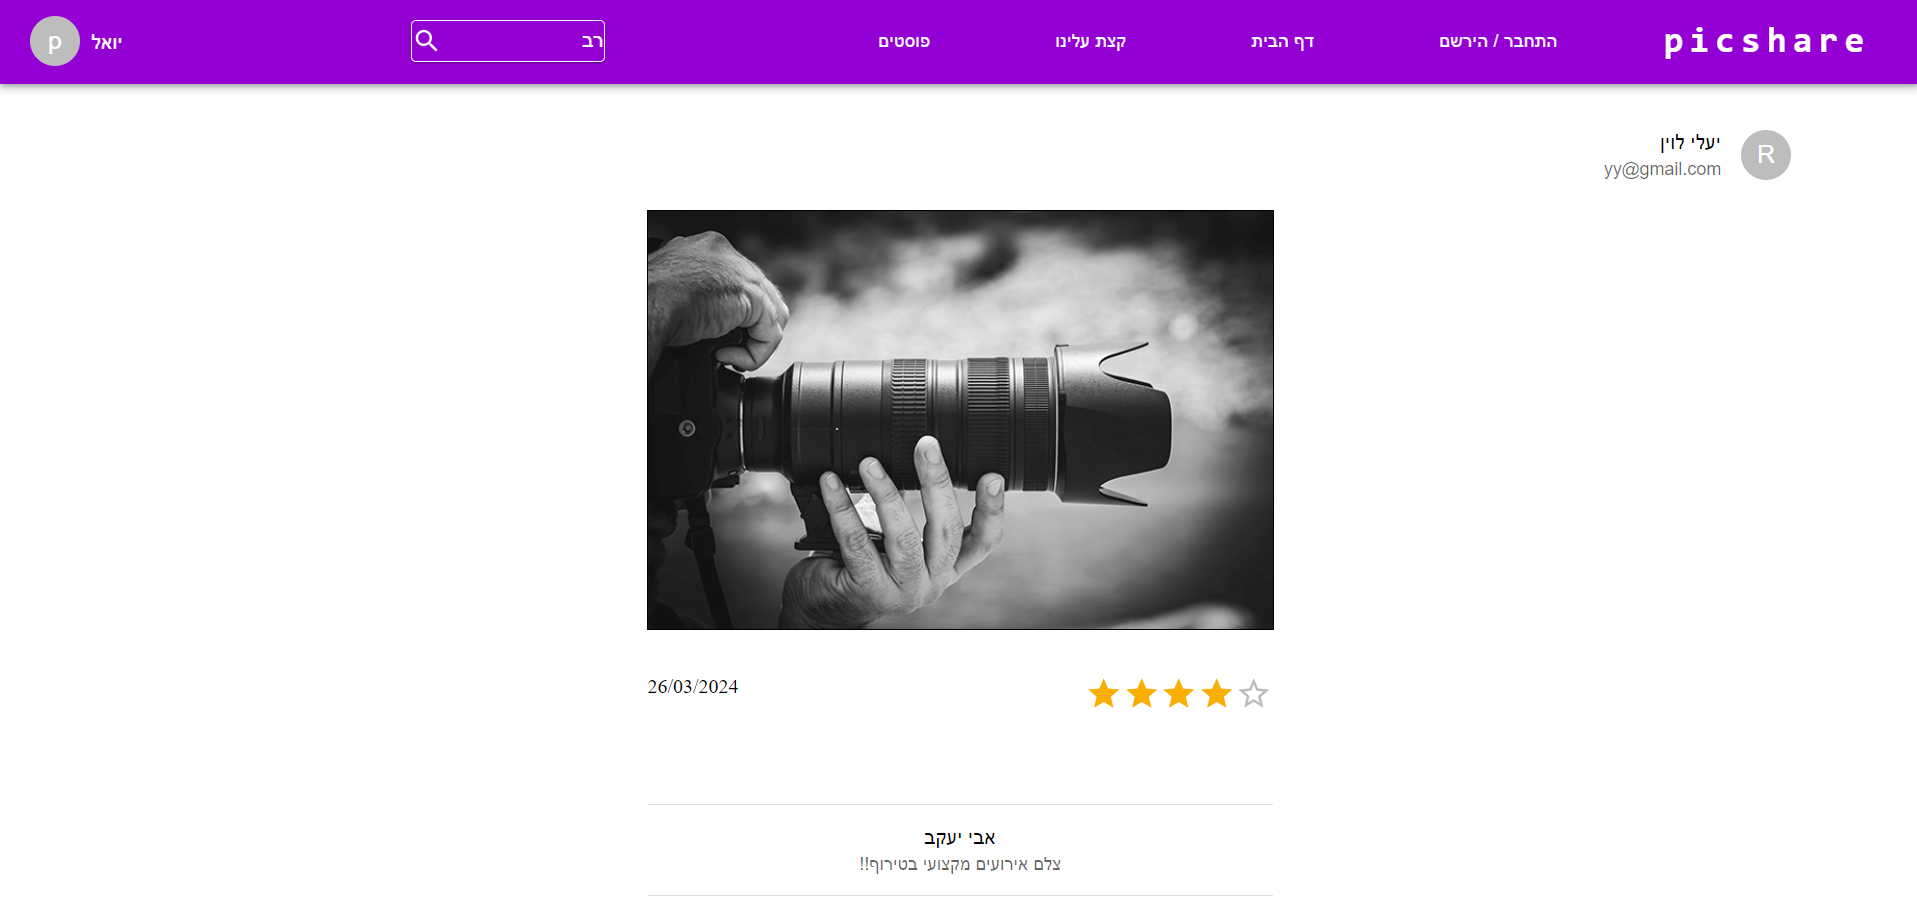 picshare
התחבר / הירשם
דף הבית
קצת עלינו
פוסטים
רב
יואל
p
R
יעלי לוין
yy@gmail.com
26/03/2024
אבי יעקב
צלם אירועים מקצועי בטירוף!!